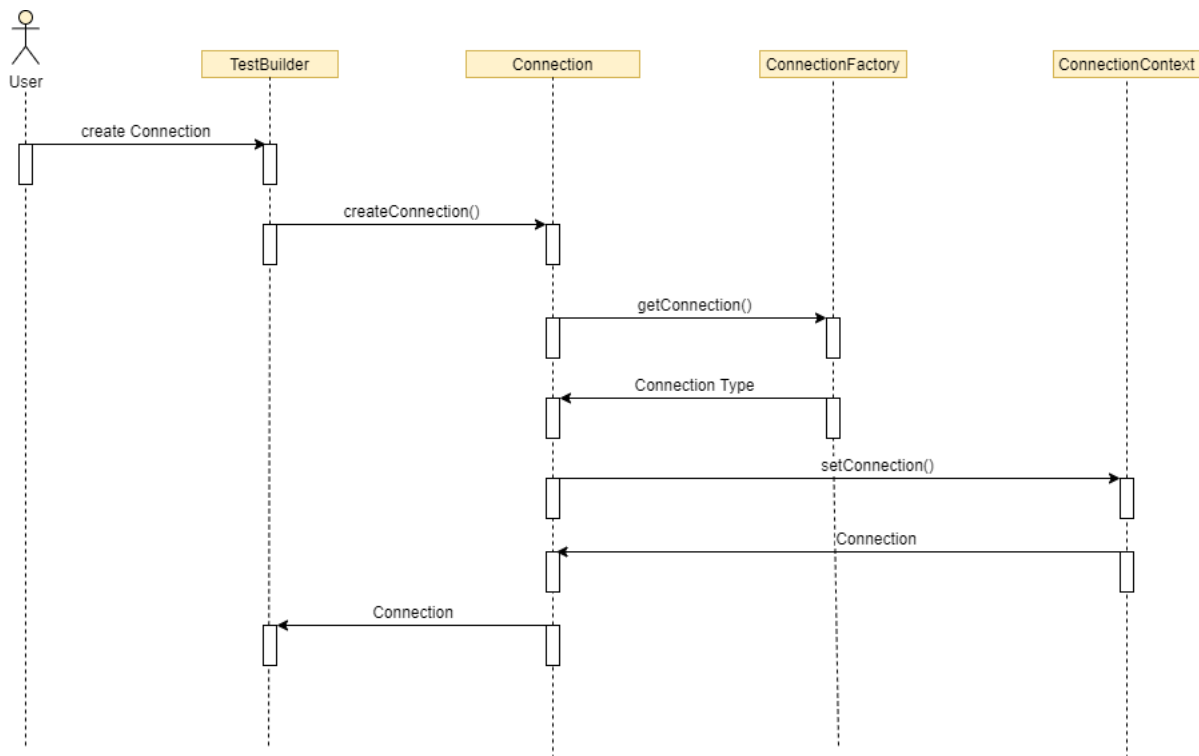 User
TestBuilder
Connection
ConnectionFactory
ConnectionContext
create Connection
createConnection()
getConnection()
Connection Type
setConnection()
Connection
Connection